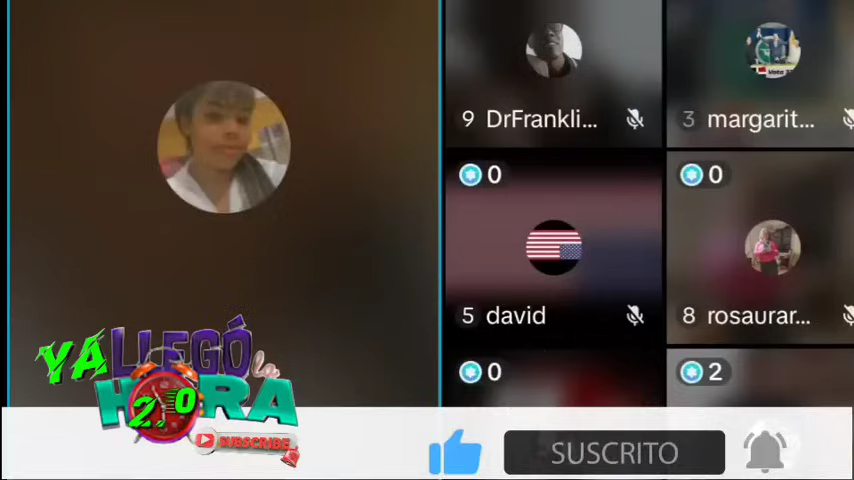 9 DrFrankli...
3 margarit...
0
0
5 david
8 rosaurar...
0
2
YA LLEGÓ la
HORA
2.0
SUBSCRIBE
SUSCRITO